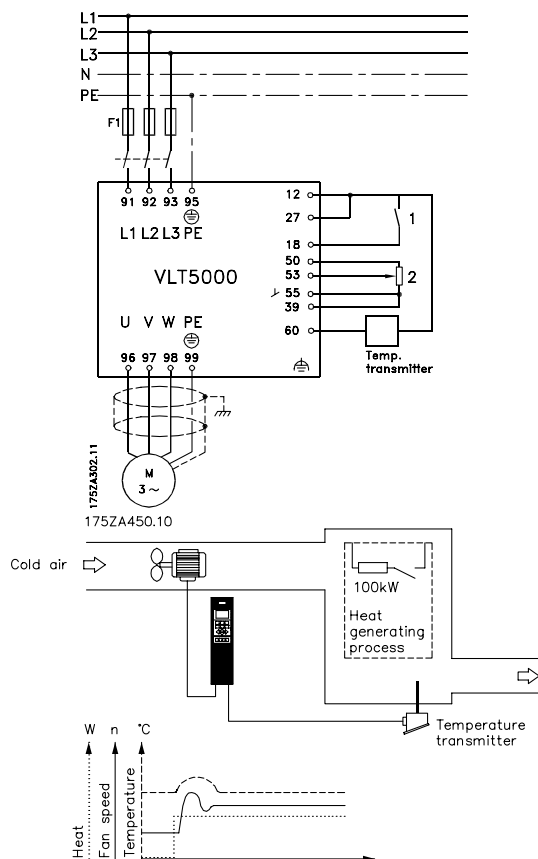 L1
L2
L3
N
PE
F1
91 92 93 95
L1 L2 L3 PE
VLT5000
U V W PE
96 97 98 99
12
27
18
50
53
55
39
60
1
2
Temp.
transmitter
M
3~
175ZA302.11
175ZA450.10
Cold air
100kW
Heat
generating
process
Temperature
transmitter
W n °C
Heat
Fan speed
Temperature